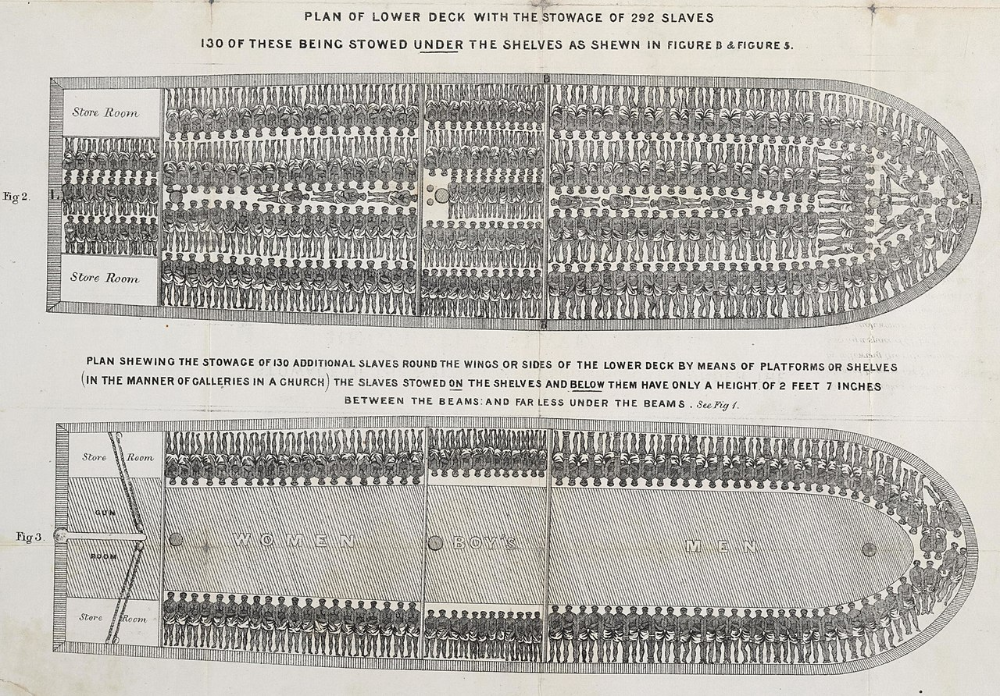 PLAN OF LOWER DECK WITH THE STOWAGE OF 292 SLAVES
130 OF THESE BEING STOWED UNDER THE SHELVES AS SHEWN IN FIGURE B & FIGURE 5.
B
Store Room
Fig 2.
Store Room
B
PLAN SHEWING THE STOWAGE OF 130 ADDITIONAL SLAVES ROUND THE WINGS OR SIDES OF THE LOWER DECK BY MEANS OF PLATFORMS OR SHELVES
(IN THE MANNER OF GALLERIES IN A CHURCH) THE SLAVES STOWED ON THE SHELVES AND BELOW THEM HAVE ONLY A HEIGHT OF 2 FEET 7 INCHES
BETWEEN THE BEAMS: AND FAR LESS UNDER THE BEAMS. See Fig 1.
Store Room
GUN
Fig 3.
WOMEN BOY'S MEN
ROOM
Store Room